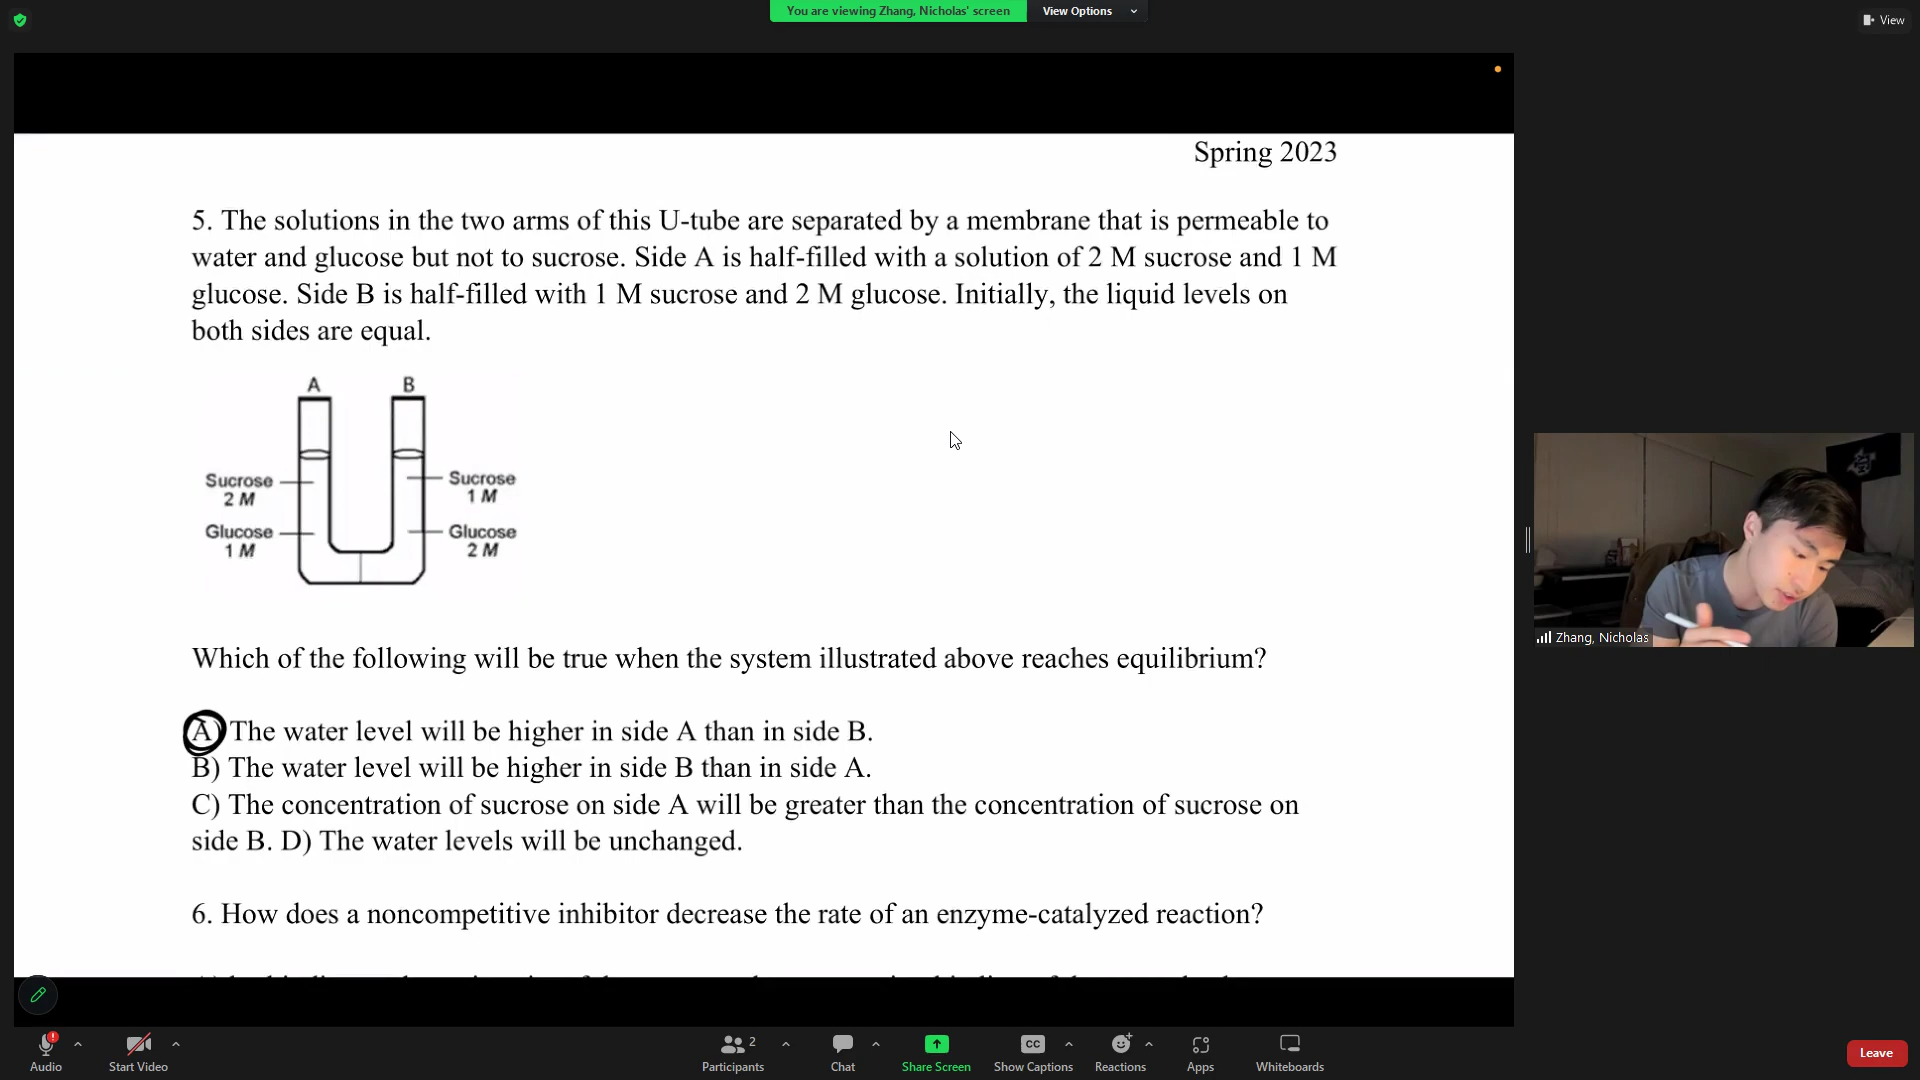 You are viewing Zhang, Nicholas' screen
View Options
View
Spring 2023
5. The solutions in the two arms of this U-tube are separated by a membrane that is permeable to
water and glucose but not to sucrose. Side A is half-filled with a solution of 2 M sucrose and 1 M
glucose. Side B is half-filled with 1 M sucrose and 2 M glucose. Initially, the liquid levels on
both sides are equal.
A B
Sucrose
2 M
Sucrose
1 M
Glucose
1 M
Glucose
2 M
Zhang, Nicholas
Which of the following will be true when the system illustrated above reaches equilibrium?
A) The water level will be higher in side A than in side B.
B) The water level will be higher in side B than in side A.
C) The concentration of sucrose on side A will be greater than the concentration of sucrose on
side B. D) The water levels will be unchanged.
6. How does a noncompetitive inhibitor decrease the rate of an enzyme-catalyzed reaction?
Audio
Start Video
2
Participants
Chat
Share Screen
CC
Show Captions
Reactions
Apps
Whiteboards
Leave